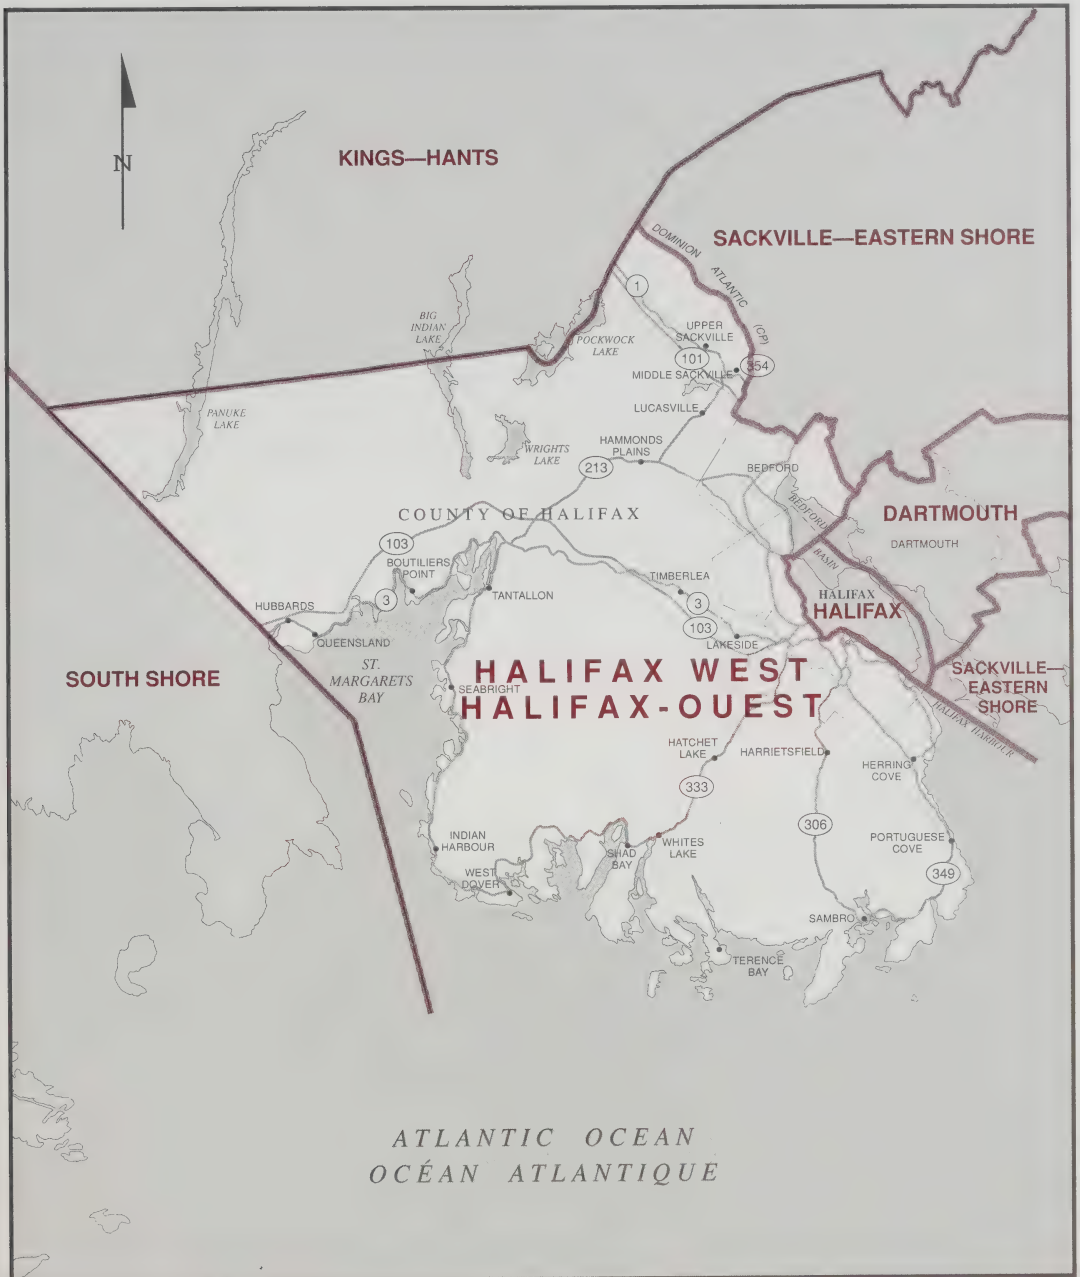 N
KINGS—HANTS
SACKVILLE—EASTERN SHORE
DOMINION
ATLANTIC
(CP)
1
BIG
INDIAN
LAKE
UPPER
SACKVILLE
POCKWOCK
LAKE
101
354
MIDDLE SACKVILLE
PANUKE
LAKE
LUCASVILLE
HAMMONDS
PLAINS
WRIGHTS
LAKE
213
BEDFORD
BEDFORD
BASIN
COUNTY OF HALIFAX
DARTMOUTH
DARTMOUTH
103
BOUTILIERS
POINT
TIMBERLEA
TANTALLON
3
3
HALIFAX
HALIFAX
HUBBARDS
103
QUEENSLAND
LAKESIDE
ST.
MARGARETS
BAY
SOUTH SHORE
HALIFAX WEST
HALIFAX-OUEST
SACKVILLE—
EASTERN
SHORE
SEABRIGHT
HALIFAX HARBOUR
HATCHET
LAKE
HARRIETSFIELD
HERRING
COVE
333
306
INDIAN
HARBOUR
SHAD
BAY
WHITES
LAKE
PORTUGUESE
COVE
WEST
DOVER
349
SAMBRO
TERENCE
BAY
ATLANTIC OCEAN
OCÉAN ATLANTIQUE